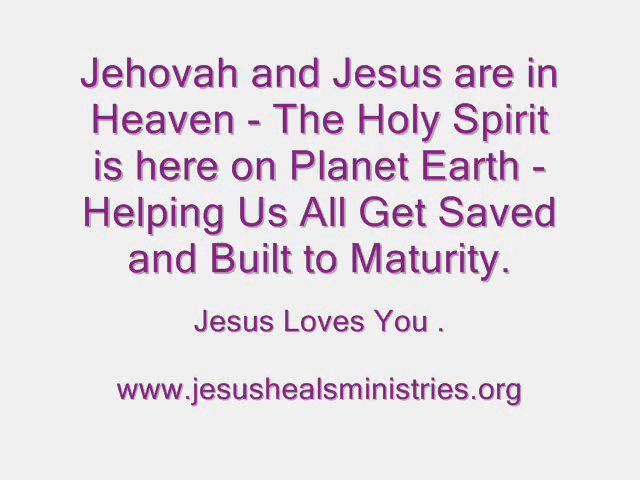 Jehovah and Jesus are in
Heaven - The Holy Spirit
is here on Planet Earth -
Helping Us All Get Saved
and Built to Maturity.
Jesus Loves You .
www.jesushealsministries.org